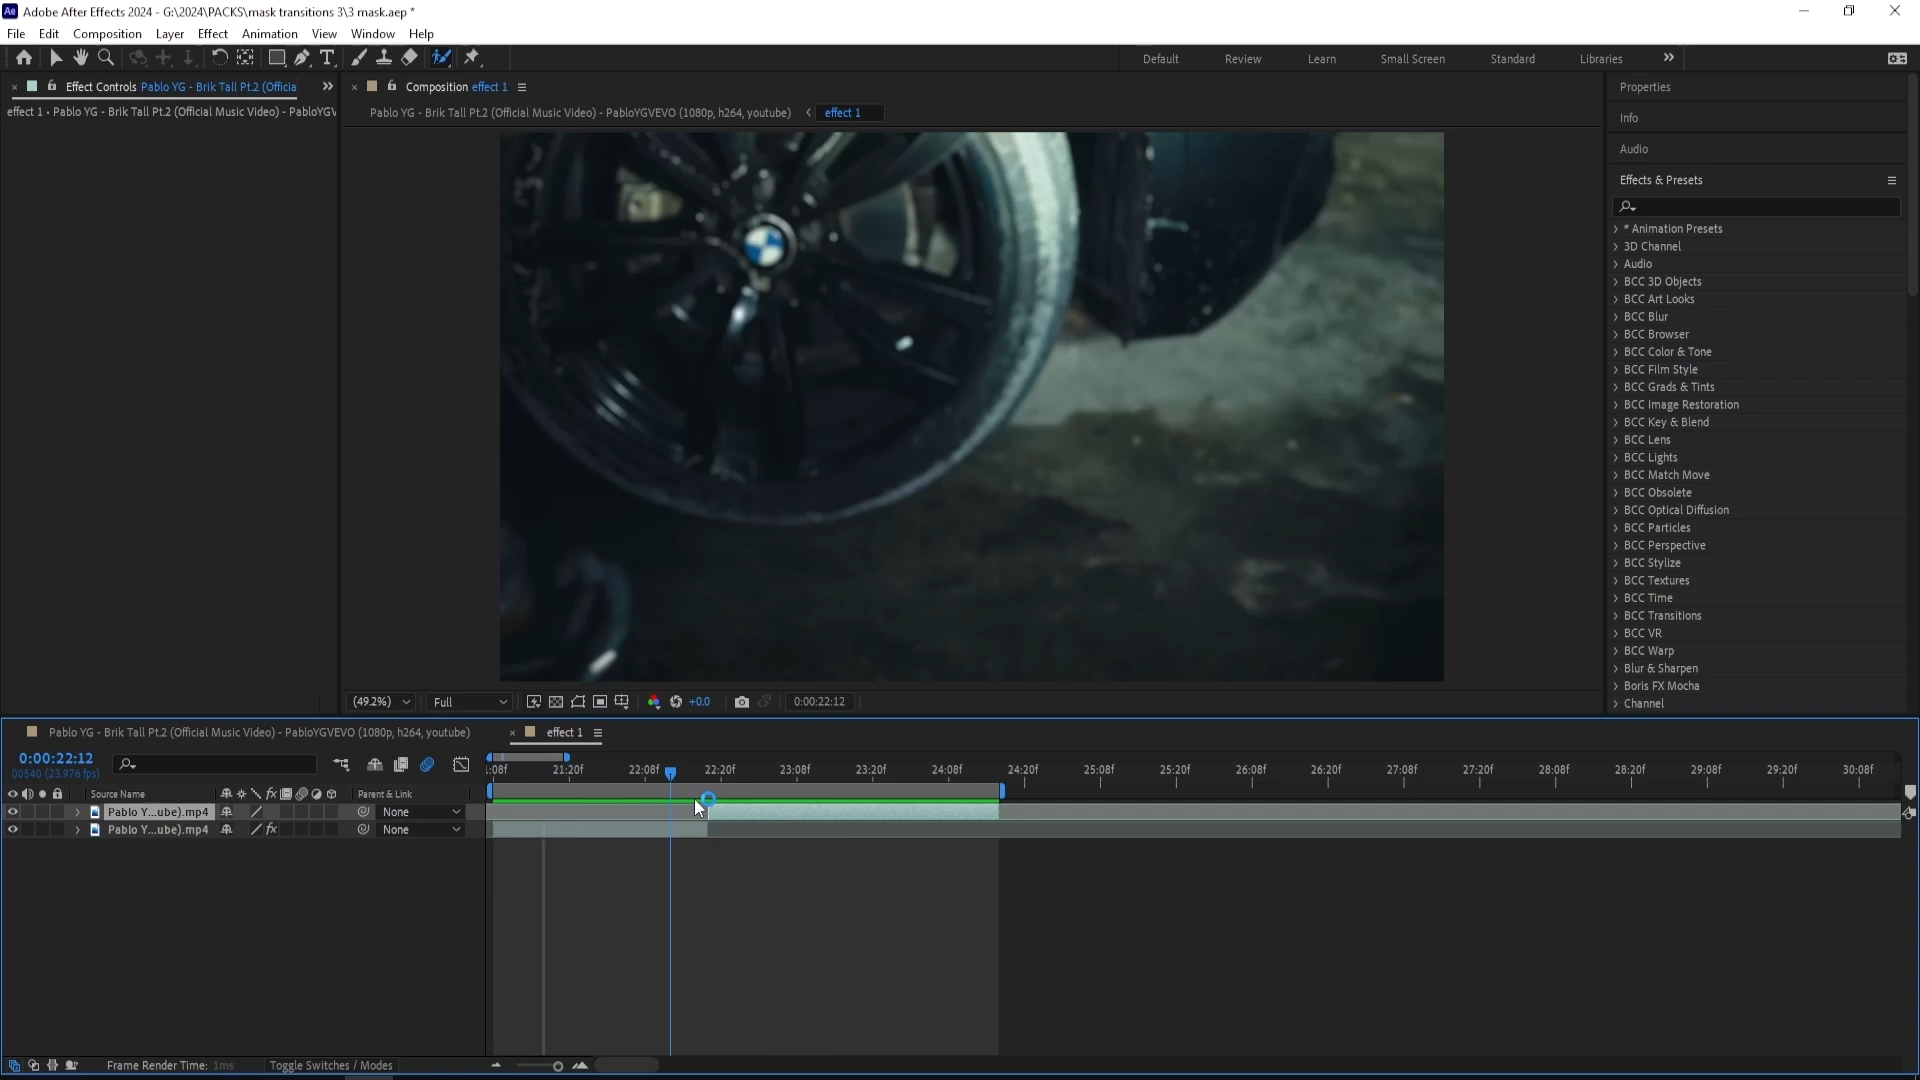 Ae Adobe After Effects 2024 - G:\2024\PACKS\mask transitions 3\3 mask.aep *
File Edit Composition Layer Effect Animation View Window Help
Default Review Learn Small Screen Standard Libraries
Effect Controls Pablo YG - Brik Tall Pt.2 (Officia
effect 1 • Pablo YG - Brik Tall Pt.2 (Official Music Video) - PabloYGV
Composition effect 1
Pablo YG - Brik Tall Pt.2 (Official Music Video) - PabloYGVEVO (1080p, h264, youtube) effect 1
Properties
Info
Audio
Effects & Presets
* Animation Presets
3D Channel
Audio
BCC 3D Objects
BCC Art Looks
BCC Blur
BCC Browser
BCC Color & Tone
BCC Film Style
BCC Grads & Tints
BCC Image Restoration
BCC Key & Blend
BCC Lens
BCC Lights
BCC Match Move
BCC Obsolete
BCC Optical Diffusion
BCC Particles
BCC Perspective
BCC Stylize
BCC Textures
BCC Time
BCC Transitions
BCC VR
BCC Warp
Blur & Sharpen
Boris FX Mocha
Channel
(49.2%) Full +0.0 0:00:22:12
Pablo YG - Brik Tall Pt.2 (Official Music Video) - PabloYGVEVO (1080p, h264, youtube) effect 1
0:00:22:12
00540 (23.976 fps)
1:08f 21:20f 22:08f 22:20f 23:08f 23:20f 24:08f 24:20f 25:08f 25:20f 26:08f 26:20f 27:08f 27:20f 28:08f 28:20f 29:08f 29:20f 30:08f
Source Name fx Parent & Link
Pablo Y...ube).mp4 None
Pablo Y...ube).mp4 fx None
Frame Render Time: 1ms Toggle Switches / Modes